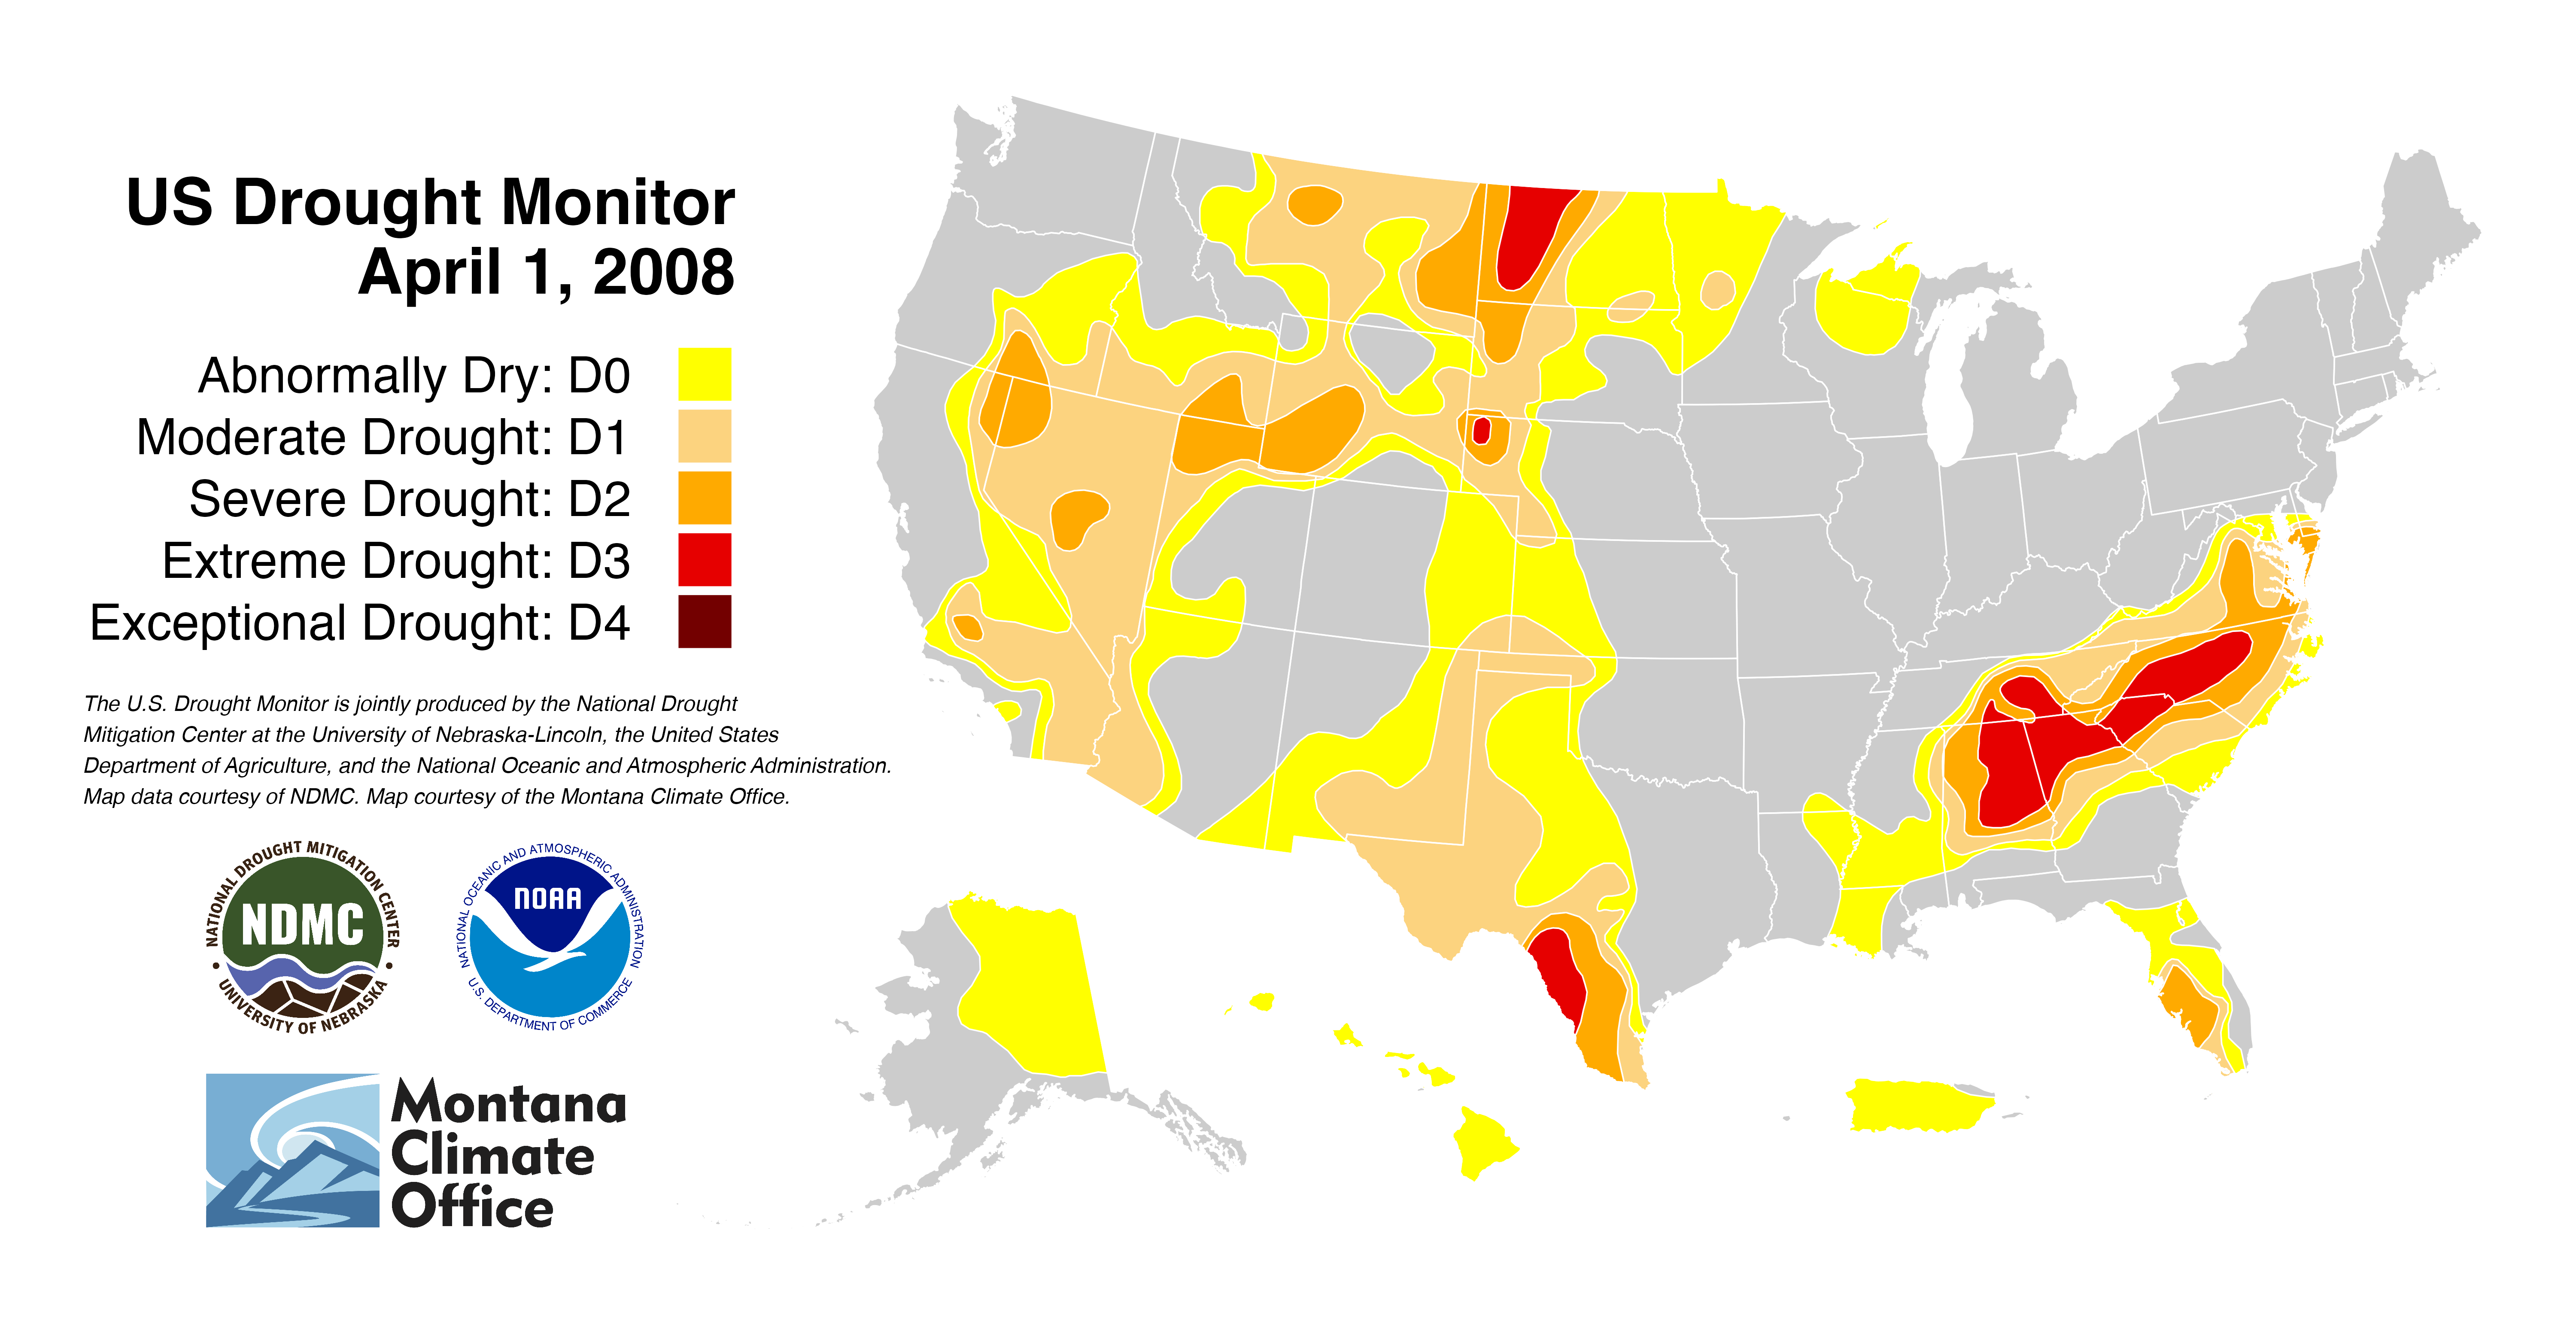 US Drought Monitor
April 1, 2008
Abnormally Dry: D0
Moderate Drought: D1
Severe Drought: D2
Extreme Drought: D3
Exceptional Drought: D4
The U.S. Drought Monitor is jointly produced by the National Drought
Mitigation Center at the University of Nebraska-Lincoln, the United States
Department of Agriculture, and the National Oceanic and Atmospheric Administration.
Map data courtesy of NDMC. Map courtesy of the Montana Climate Office.
NATIONAL DROUGHT MITIGATION CENTER
NDMC
• UNIVERSITY OF NEBRASKA •
NATIONAL OCEANIC AND ATMOSPHERIC ADMINISTRATION
NOAA
U.S. DEPARTMENT OF COMMERCE
Montana
Climate
Office